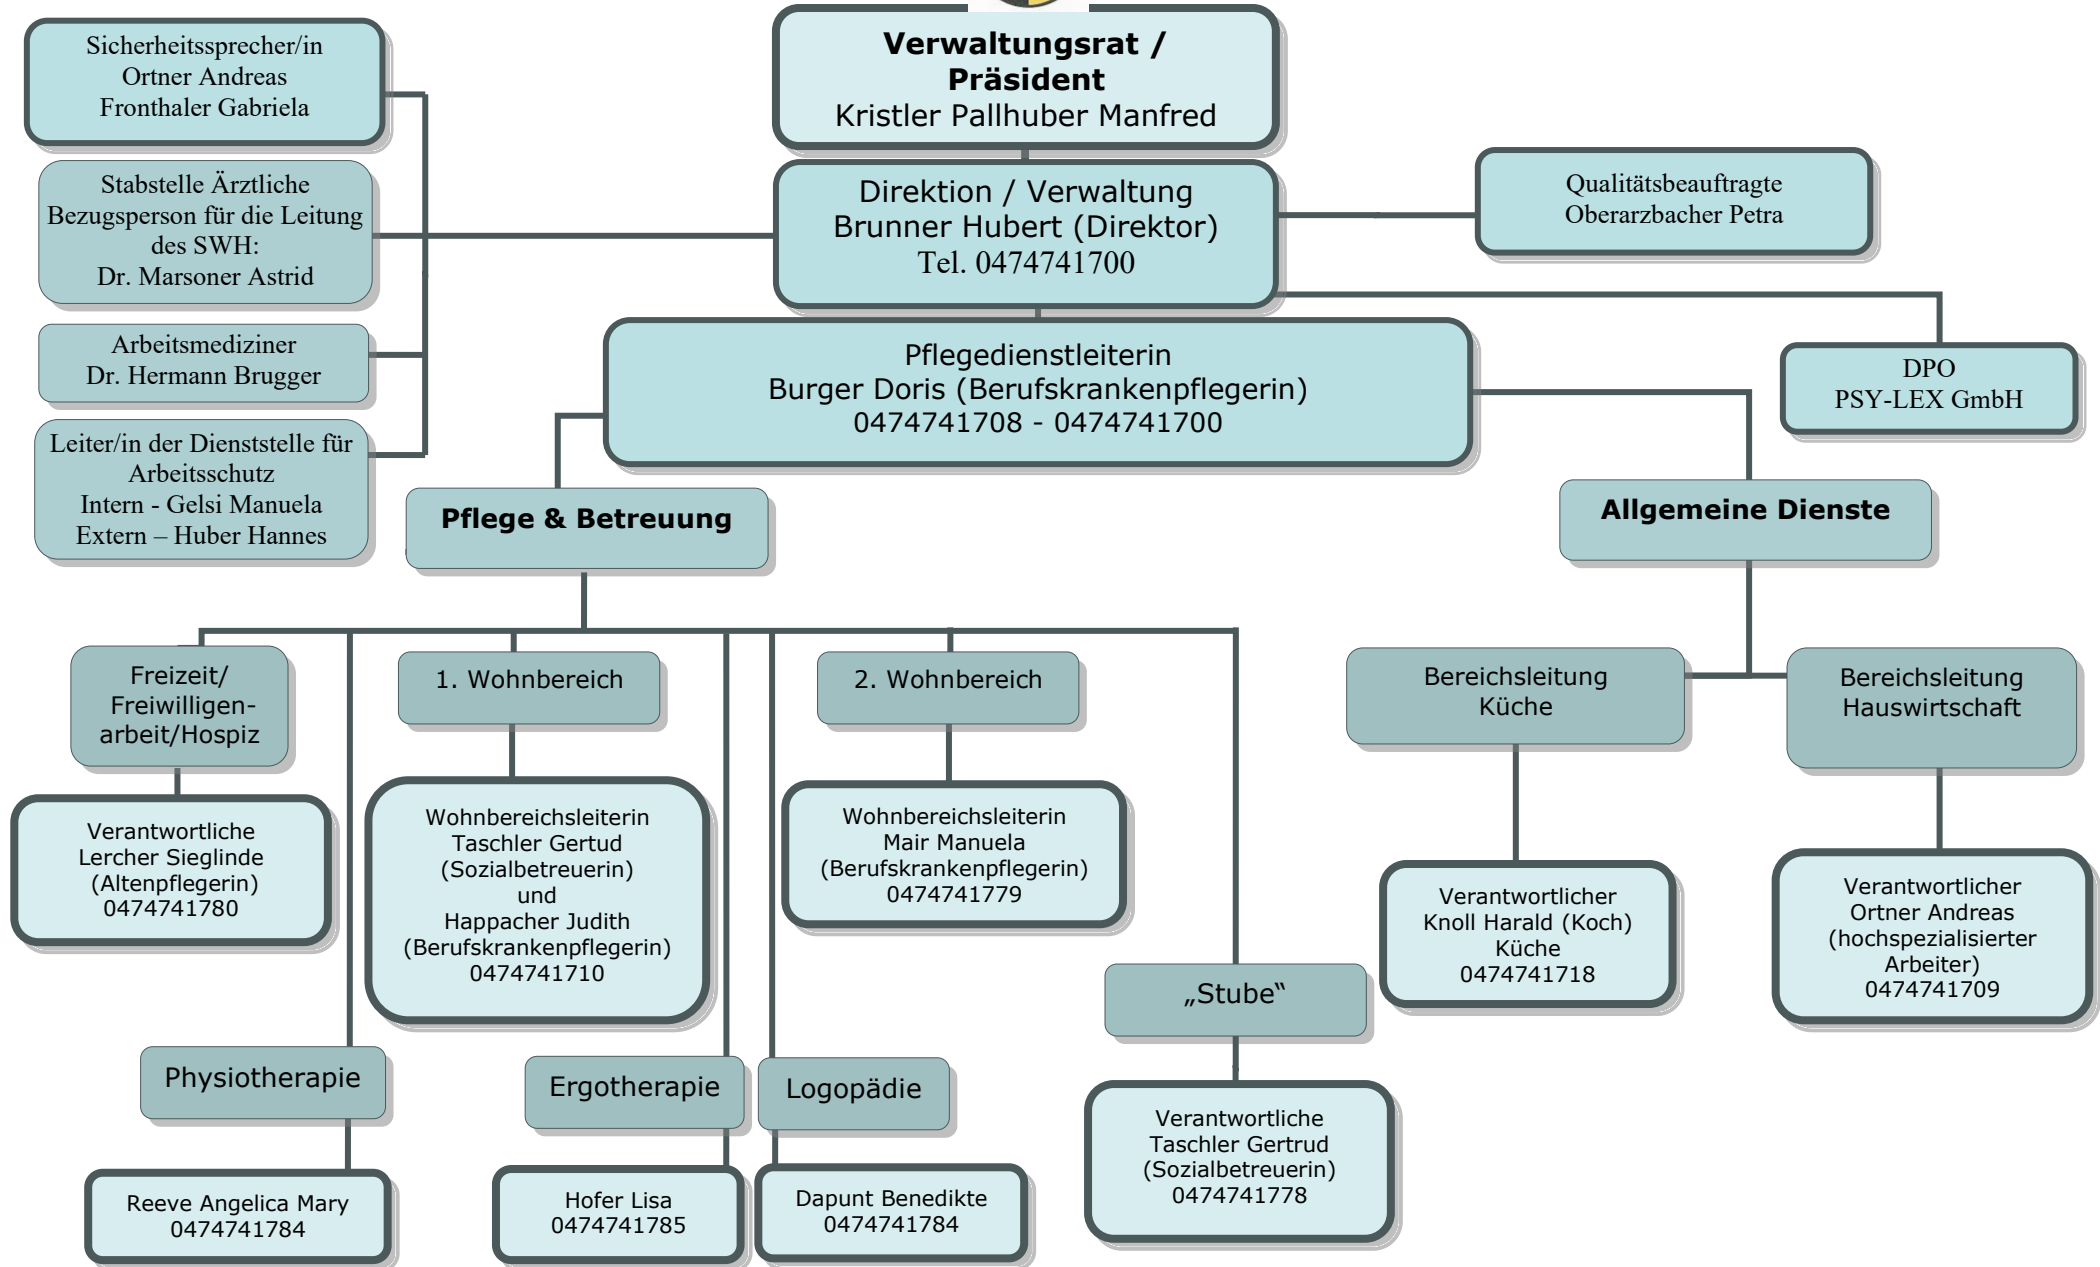 Verwaltungsrat /
Präsident
Kristler Pallhuber Manfred
Sicherheitssprecher/in
Ortner Andreas
Fronthaler Gabriela
Stabstelle Ärztliche
Bezugsperson für die Leitung
des SWH:
Dr. Marsoner Astrid
Direktion / Verwaltung
Brunner Hubert (Direktor)
Tel. 0474741700
Qualitätsbeauftragte
Oberarzbacher Petra
Arbeitsmediziner
Dr. Hermann Brugger
Pflegedienstleiterin
Burger Doris (Berufskrankenpflegerin)
0474741708 - 0474741700
DPO
PSY-LEX GmbH
Leiter/in der Dienststelle für
Arbeitsschutz
Intern - Gelsi Manuela
Extern – Huber Hannes
Pflege & Betreuung
Allgemeine Dienste
Freizeit/
Freiwilligen-
arbeit/Hospiz
1. Wohnbereich
2. Wohnbereich
Bereichsleitung
Küche
Bereichsleitung
Hauswirtschaft
Verantwortliche
Lercher Sieglinde
(Altenpflegerin)
0474741780
Wohnbereichsleiterin
Taschler Gertud
(Sozialbetreuerin)
und
Happacher Judith
(Berufskrankenpflegerin)
0474741710
Wohnbereichsleiterin
Mair Manuela
(Berufskrankenpflegerin)
0474741779
Verantwortlicher
Knoll Harald (Koch)
Küche
0474741718
Verantwortlicher
Ortner Andreas
(hochspezialisierter
Arbeiter)
0474741709
„Stube“
Physiotherapie
Ergotherapie
Logopädie
Verantwortliche
Taschler Gertrud
(Sozialbetreuerin)
0474741778
Reeve Angelica Mary
0474741784
Hofer Lisa
0474741785
Dapunt Benedikte
0474741784